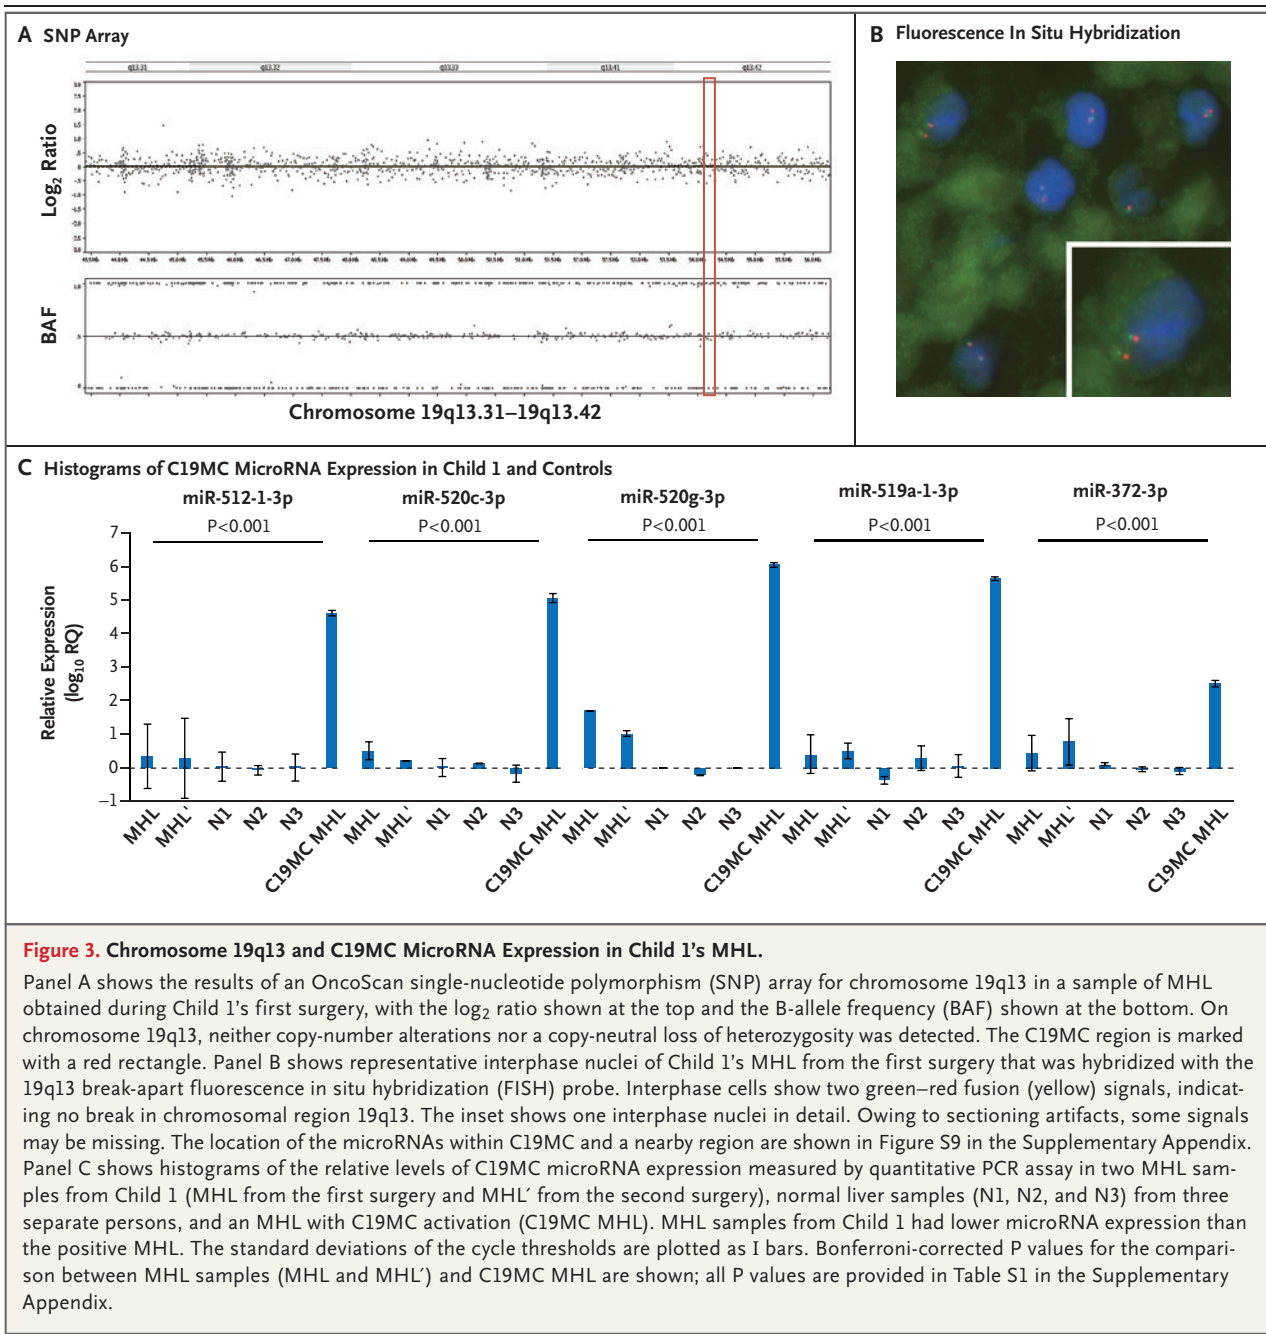 A SNP Array
q13.31 q13.32 q13.33 q13.41 q13.42
Log2 Ratio
BAF
Chromosome 19q13.31–19q13.42
B Fluorescence In Situ Hybridization
C Histograms of C19MC MicroRNA Expression in Child 1 and Controls
miR-512-1-3p miR-520c-3p miR-520g-3p miR-519a-1-3p miR-372-3p
P<0.001 P<0.001 P<0.001 P<0.001 P<0.001
Relative Expression
(log10 RQ)
7
6
5
4
3
2
1
0
−1
MHL MHL' N1 N2 N3 C19MC MHL MHL MHL' N1 N2 N3 C19MC MHL MHL MHL' N1 N2 N3 C19MC MHL MHL MHL' N1 N2 N3 C19MC MHL MHL MHL' N1 N2 N3 C19MC MHL
Figure 3. Chromosome 19q13 and C19MC MicroRNA Expression in Child 1's MHL.
Panel A shows the results of an OncoScan single-nucleotide polymorphism (SNP) array for chromosome 19q13 in a sample of MHL
obtained during Child 1's first surgery, with the log2 ratio shown at the top and the B-allele frequency (BAF) shown at the bottom. On
chromosome 19q13, neither copy-number alterations nor a copy-neutral loss of heterozygosity was detected. The C19MC region is marked
with a red rectangle. Panel B shows representative interphase nuclei of Child 1's MHL from the first surgery that was hybridized with the
19q13 break-apart fluorescence in situ hybridization (FISH) probe. Interphase cells show two green–red fusion (yellow) signals, indicat-
ing no break in chromosomal region 19q13. The inset shows one interphase nuclei in detail. Owing to sectioning artifacts, some signals
may be missing. The location of the microRNAs within C19MC and a nearby region are shown in Figure S9 in the Supplementary Appendix.
Panel C shows histograms of the relative levels of C19MC microRNA expression measured by quantitative PCR assay in two MHL sam-
ples from Child 1 (MHL from the first surgery and MHL′ from the second surgery), normal liver samples (N1, N2, and N3) from three
separate persons, and an MHL with C19MC activation (C19MC MHL). MHL samples from Child 1 had lower microRNA expression than
the positive MHL. The standard deviations of the cycle thresholds are plotted as I bars. Bonferroni-corrected P values for the compari-
son between MHL samples (MHL and MHL′) and C19MC MHL are shown; all P values are provided in Table S1 in the Supplementary
Appendix.